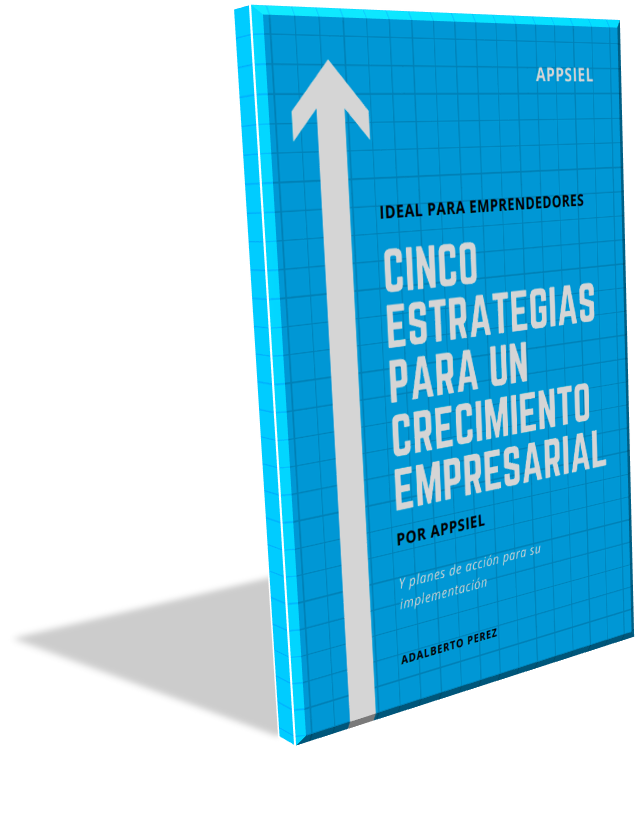 APPSIEL
IDEAL PARA EMPRENDEDORES
CINCO
ESTRATEGIAS
PARA UN
CRECIMIENTO
EMPRESARIAL
POR APPSIEL
Y planes de acción para su
implementación
ADALBERTO PEREZ